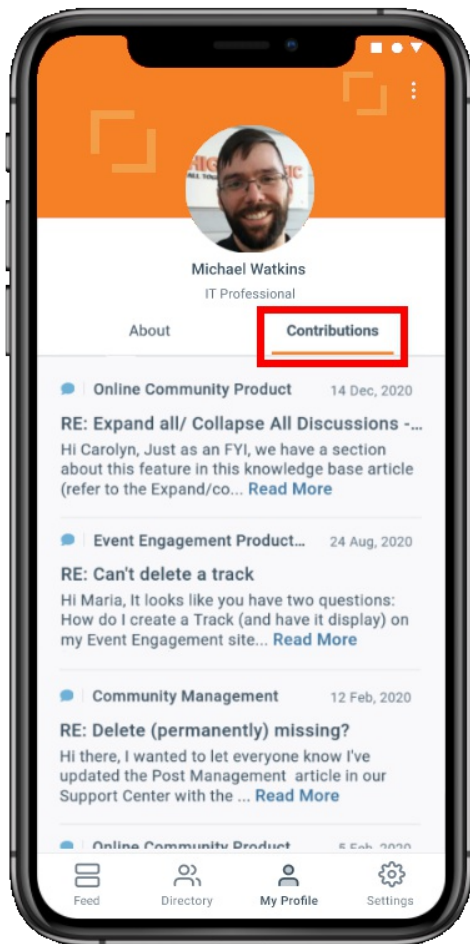 Michael Watkins
IT Professional
About
Contributions
Online Community Product 14 Dec, 2020
RE: Expand all/ Collapse All Discussions -...
Hi Carolyn, Just as an FYI, we have a section
about this feature in this knowledge base article
(refer to the Expand/co... Read More
Event Engagement Product... 24 Aug, 2020
RE: Can't delete a track
Hi Maria, It looks like you have two questions:
How do I create a Track (and have it display) on
my Event Engagement site... Read More
Community Management 12 Feb, 2020
RE: Delete (permanently) missing?
Hi there, I wanted to let everyone know I've
updated the Post Management article in our
Support Center with the ... Read More
Online Community Product 5 Feb, 2020
Feed
Directory
My Profile
Settings